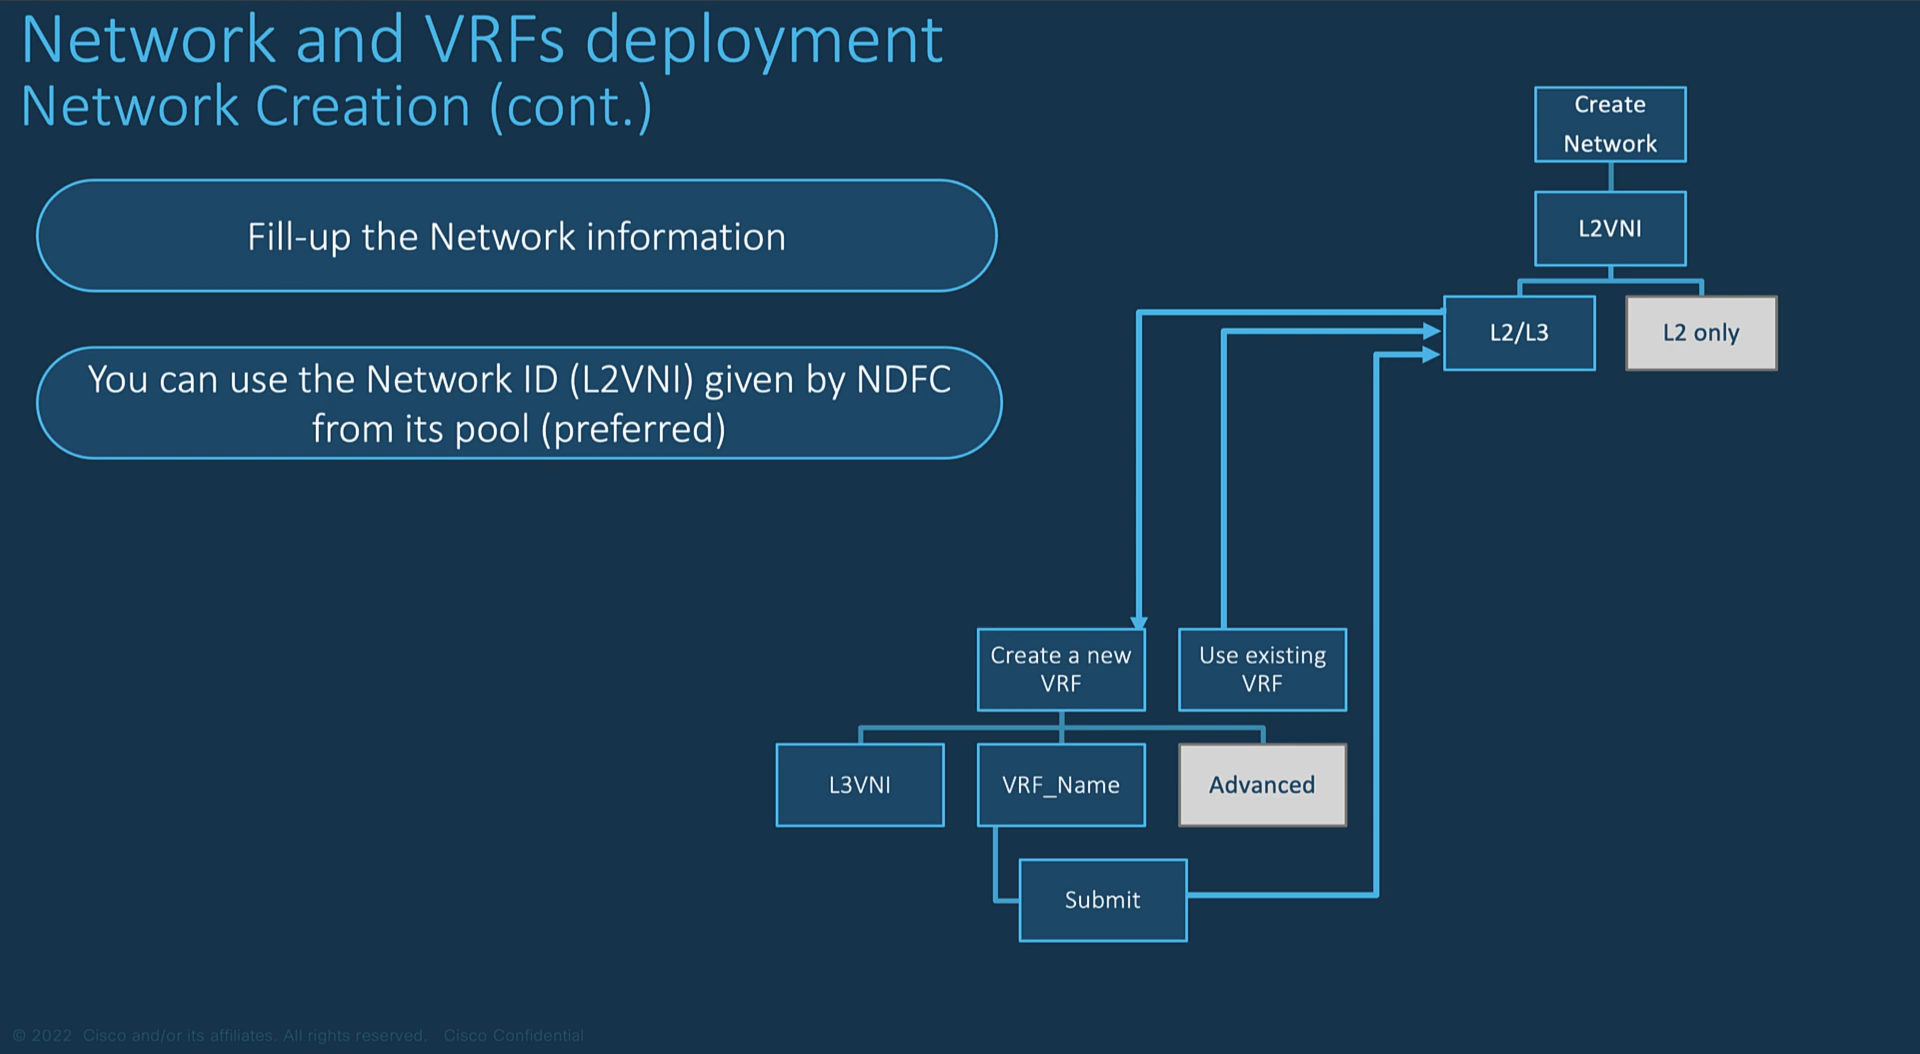 Network and VRFs deployment
Network Creation (cont.)
Fill-up the Network information
You can use the Network ID (L2VNI) given by NDFC
from its pool (preferred)
Create
Network
L2VNI
L2/L3
L2 only
Create a new
VRF
Use existing
VRF
L3VNI
VRF_Name
Advanced
Submit
© 2022 Cisco and/or its affiliates. All rights reserved. Cisco Confidential